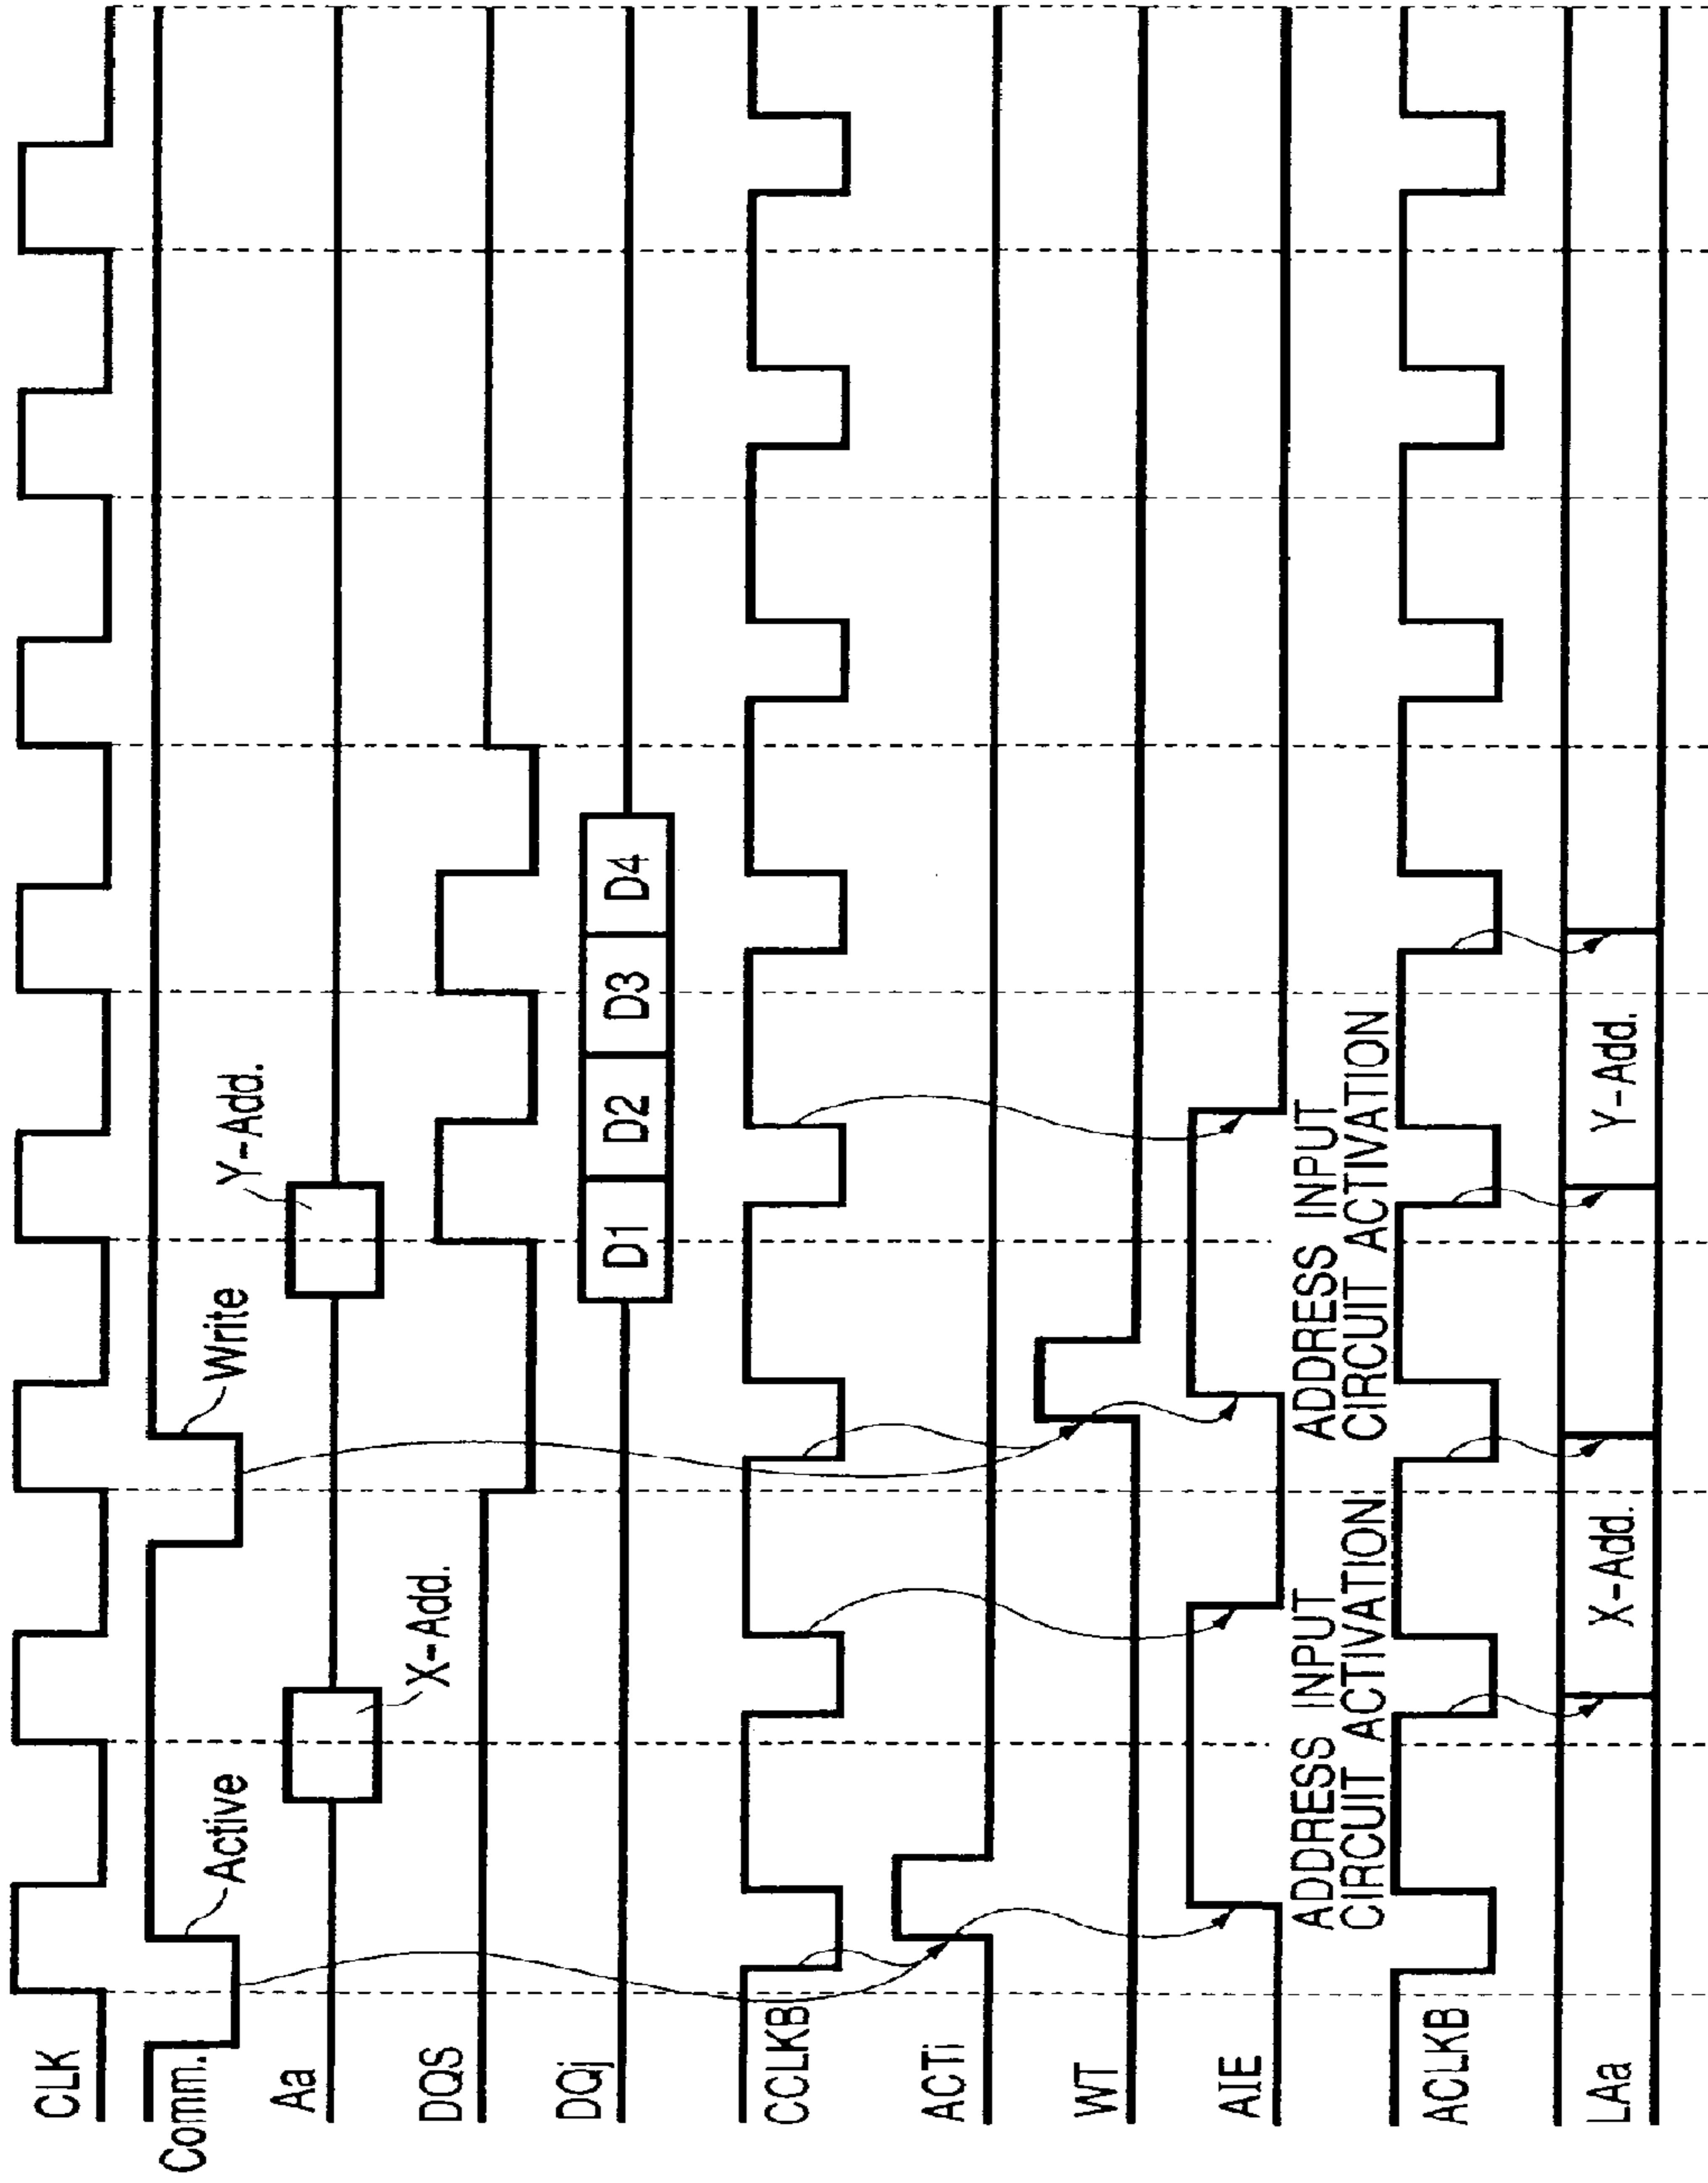 CLK
Comm.
Active
Write
Aa
X-Add.
Y-Add.
DQS
DQj
D1 D2 D3 D4
CCLKB
ACTi
WT
AIE
ADDRESS INPUT
CIRCUIT ACTIVATION
ADDRESS INPUT
CIRCUIT ACTIVATION
ACLKB
LAa
X-Add.
Y-Add.